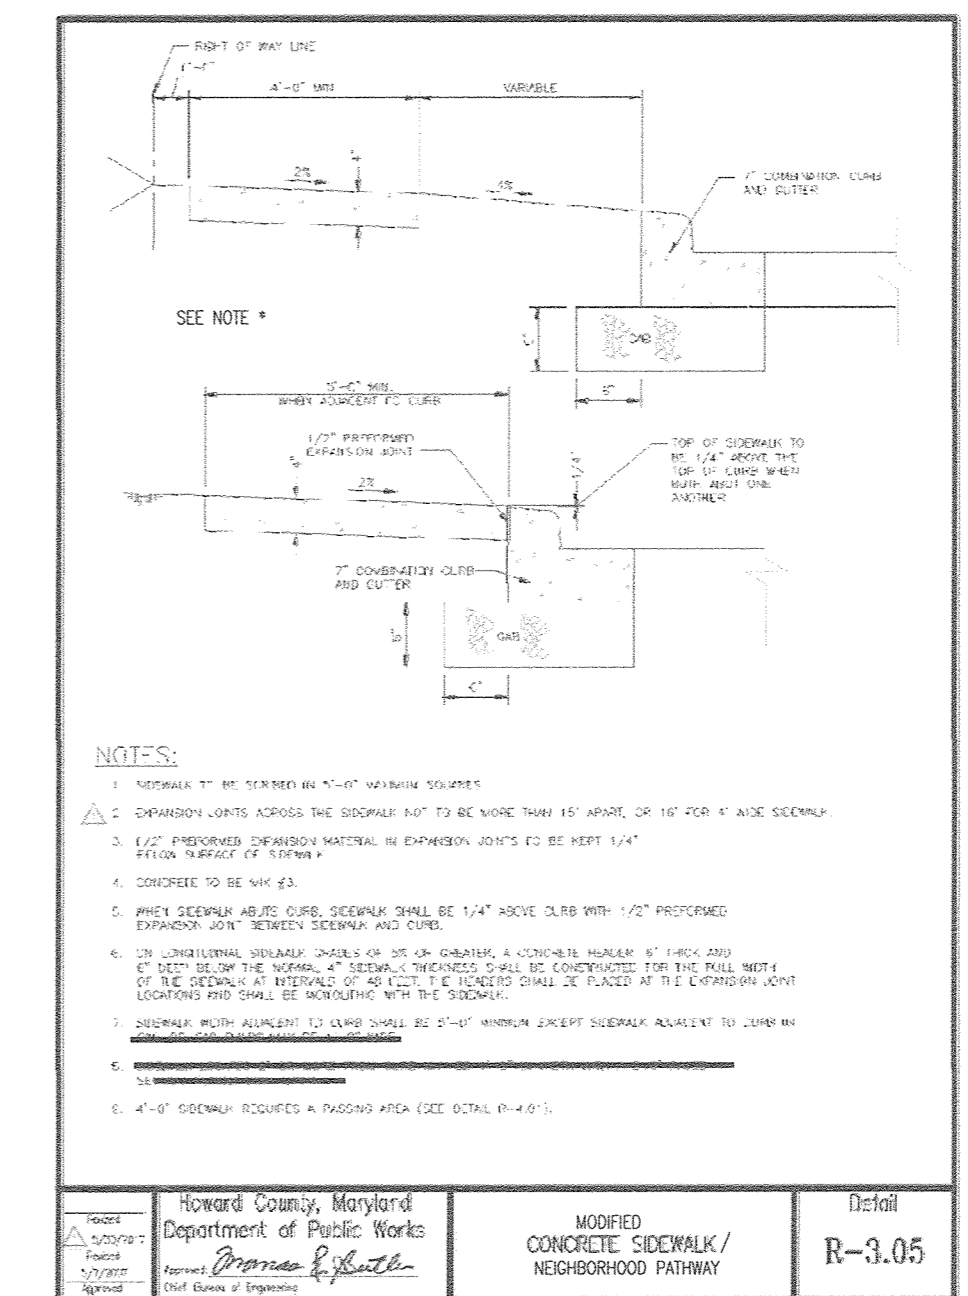 RIGHT OF WAY LINE
4'-0" MIN
VARIABLE
2%
4"
4%
7" COMBINATION CURB
AND GUTTER
SEE NOTE *
GAB
6"
5'-0" MIN.
WHEN ADJACENT TO CURB
1/2" PREFORMED
EXPANSION JOINT
4"
2%
1/4"
TOP OF SIDEWALK TO
BE 1/4" ABOVE THE
TOP OF CURB WHEN
BOTH ABUT ONE
ANOTHER
7" COMBINATION CURB
AND GUTTER
6"
GAB
6"
NOTES:
1. SIDEWALK TO BE SCRIBED IN 5'-0" MAXIMUM SQUARES
2. EXPANSION JOINTS ACROSS THE SIDEWALK NOT TO BE MORE THAN 15' APART, OR 16' FOR 4' WIDE SIDEWALK.
3. 1/2" PREFORMED EXPANSION MATERIAL IN EXPANSION JOINTS TO BE KEPT 1/4"
BELOW SURFACE OF SIDEWALK
4. CONCRETE TO BE MIX #3.
5. WHEN SIDEWALK ABUTS CURB, SIDEWALK SHALL BE 1/4" ABOVE CURB WITH 1/2" PREFORMED
EXPANSION JOINT BETWEEN SIDEWALK AND CURB.
6. ON LONGITUDINAL SIDEWALK GRADES OF 5% OR GREATER, A CONCRETE HEADER 6" THICK AND
6" DEEP BELOW THE NORMAL 4" SIDEWALK THICKNESS SHALL BE CONSTRUCTED FOR THE FULL WIDTH
OF THE SIDEWALK AT INTERVALS OF 48 FEET. THE HEADERS SHALL BE PLACED AT THE EXPANSION JOINT
LOCATIONS AND SHALL BE MONOLITHIC WITH THE SIDEWALK.
7. SIDEWALK WIDTH ADJACENT TO CURB SHALL BE 5'-0" MINIMUM EXCEPT SIDEWALK ADJACENT TO CURB IN
SE
8. 4'-0" SIDEWALK REQUIRES A PASSING AREA (SEE DETAIL R-4.01).
Revised
Revised
Approved
Howard County, Maryland
Department of Public Works
Approved: Thomas E. Butler
Chief Bureau of Engineering
MODIFIED
CONCRETE SIDEWALK/
NEIGHBORHOOD PATHWAY
Detail
R-3.05